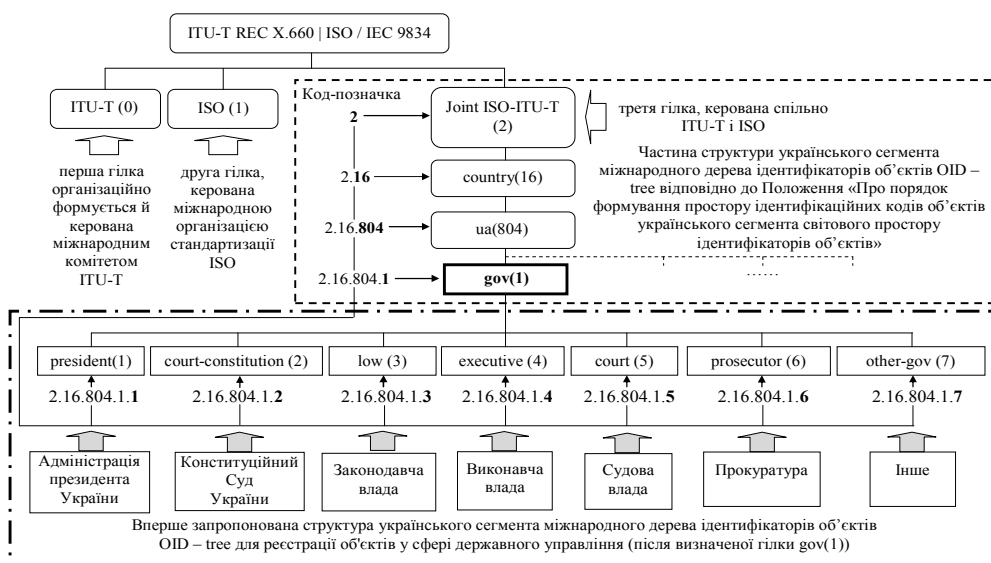 ITU-T REC X.660 | ISO / IEC 9834
ITU-T (0)
ISO (1)
Код-позначка
2
Joint ISO-ITU-T
(2)
третя гілка, керована спільно
ITU-T і ISO
перша гілка
організаційно
формується й
керована
міжнародним
комітетом
ITU-T
друга гілка,
керована
міжнародною
організацією
стандартизації
ISO
2.16
country(16)
2.16.804
ua(804)
2.16.804.1
gov(1)
Частина структури українського сегмента
міжнародного дерева ідентифікаторів об’єктів OID –
tree відповідно до Положення «Про порядок
формування простору ідентифікаційних кодів об’єктів
українського сегмента світового простору
ідентифікаторів об’єктів»
……
president(1)
court-constitution (2)
low (3)
executive (4)
court (5)
prosecutor (6)
other-gov (7)
2.16.804.1.1
2.16.804.1.2
2.16.804.1.3
2.16.804.1.4
2.16.804.1.5
2.16.804.1.6
2.16.804.1.7
Адміністрація
президента
України
Конституційний
Суд
України
Законодавча
влада
Виконавча
влада
Судова
влада
Прокуратура
Інше
Вперше запропонована структура українського сегмента міжнародного дерева ідентифікаторів об’єктів
OID – tree для реєстрації об'єктів у сфері державного управління (після визначеної гілки gov(1))